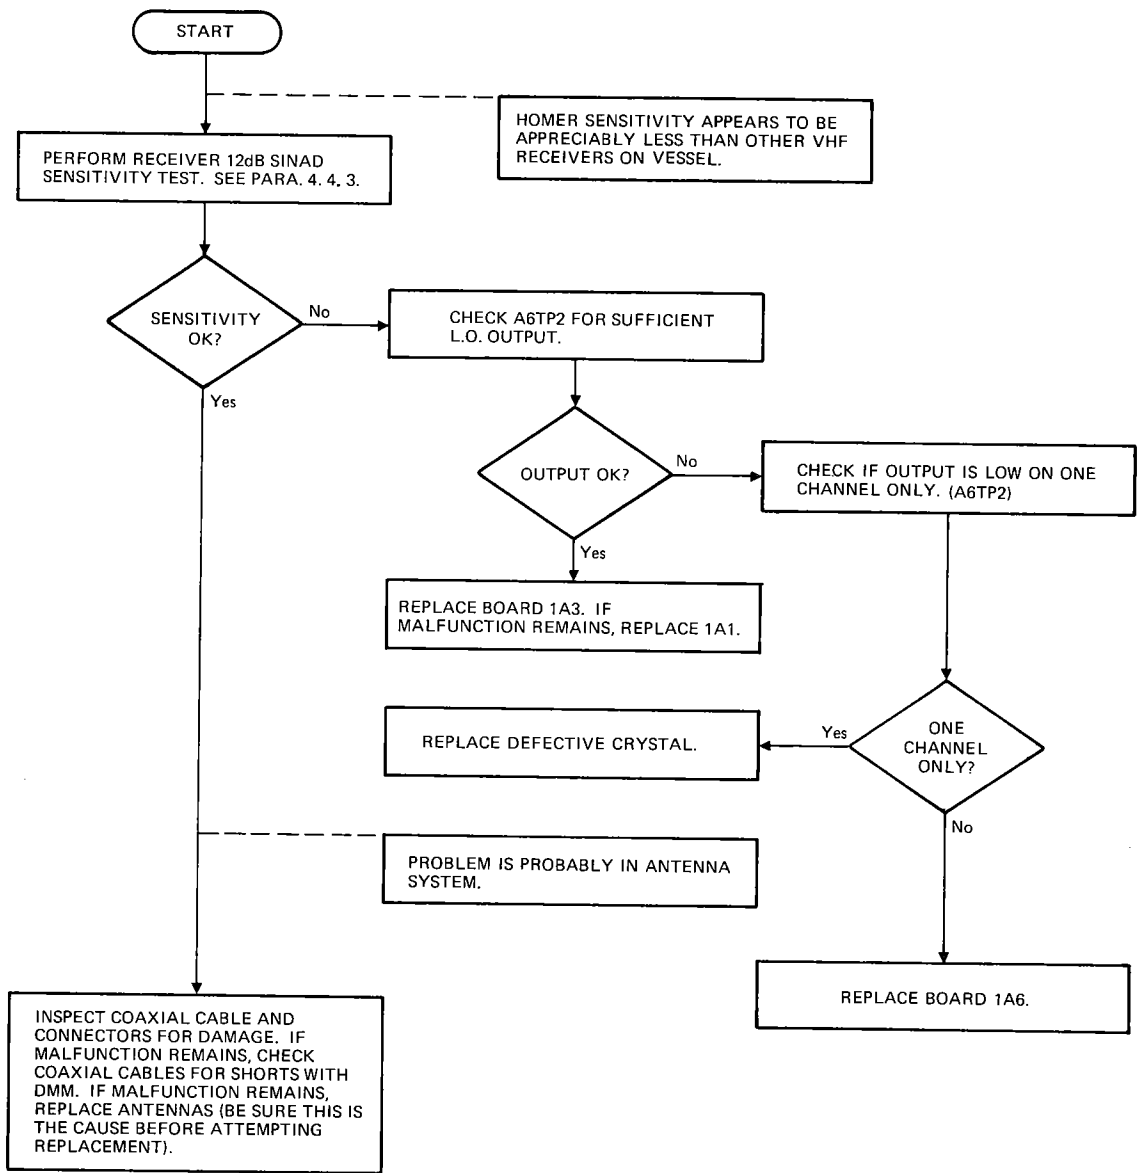 START
HOMER SENSITIVITY APPEARS TO BE
APPRECIABLY LESS THAN OTHER VHF
RECEIVERS ON VESSEL.
PERFORM RECEIVER 12dB SINAD
SENSITIVITY TEST. SEE PARA. 4. 4. 3.
SENSITIVITY
OK?
No
Yes
CHECK A6TP2 FOR SUFFICIENT
L.O. OUTPUT.
OUTPUT OK?
No
Yes
CHECK IF OUTPUT IS LOW ON ONE
CHANNEL ONLY. (A6TP2)
REPLACE BOARD 1A3. IF
MALFUNCTION REMAINS, REPLACE 1A1.
ONE
CHANNEL
ONLY?
Yes
No
REPLACE DEFECTIVE CRYSTAL.
PROBLEM IS PROBABLY IN ANTENNA
SYSTEM.
REPLACE BOARD 1A6.
INSPECT COAXIAL CABLE AND
CONNECTORS FOR DAMAGE. IF
MALFUNCTION REMAINS, CHECK
COAXIAL CABLES FOR SHORTS WITH
DMM. IF MALFUNCTION REMAINS,
REPLACE ANTENNAS (BE SURE THIS IS
THE CAUSE BEFORE ATTEMPTING
REPLACEMENT).